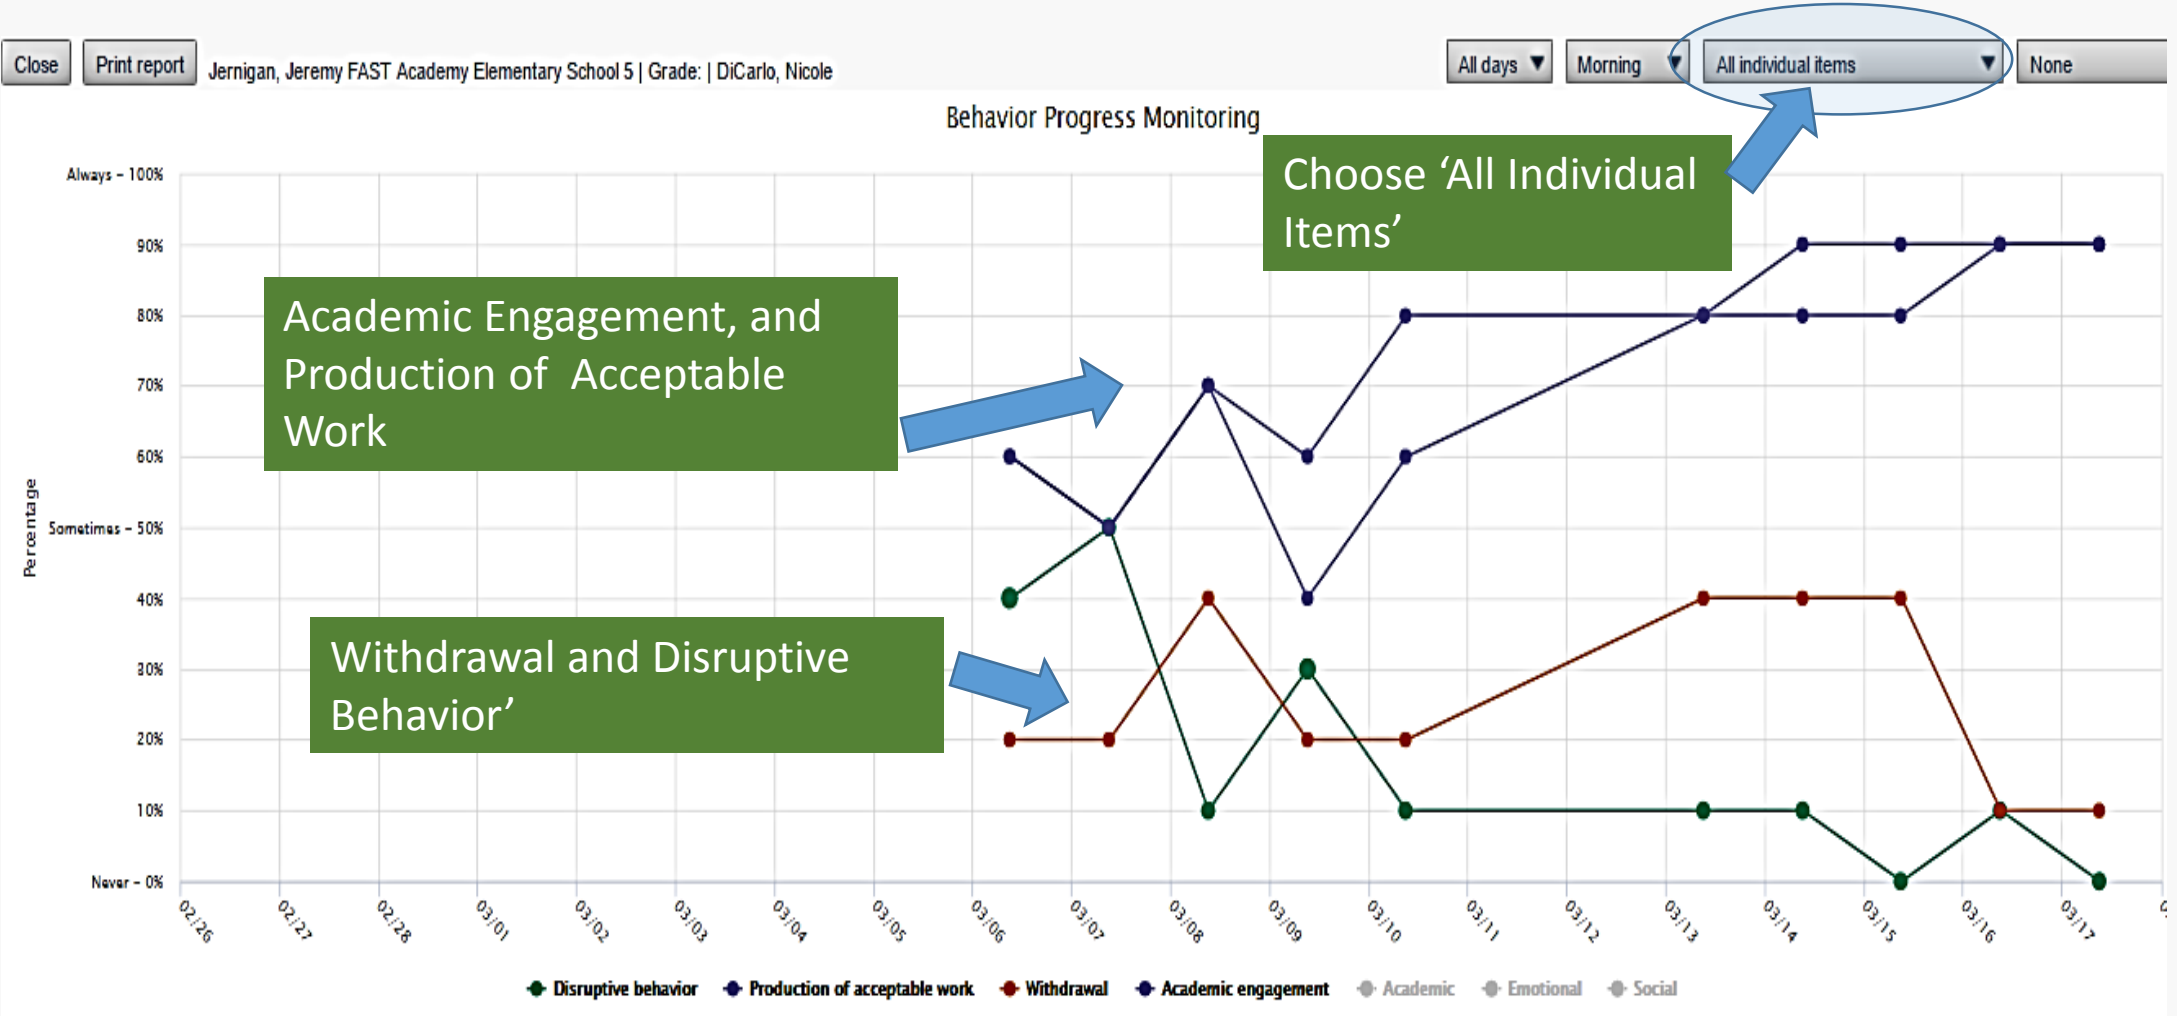 Close Print report Jernigan, Jeremy FAST Academy Elementary School 5 | Grade: | DiCarlo, Nicole All days Morning All individual items None
Behavior Progress Monitoring
Choose ‘All Individual
Items’
Academic Engagement, and
Production of Acceptable
Work
Withdrawal and Disruptive
Behavior’
Percentage
Always - 100%
90%
80%
70%
60%
Sometimes - 50%
40%
30%
20%
10%
Never - 0%
02/26 02/27 02/28 03/01 03/02 03/03 03/04 03/05 03/06 03/07 03/08 03/09 03/10 03/11 03/12 03/13 03/14 03/15 03/16 03/17
Disruptive behavior Production of acceptable work Withdrawal Academic engagement Academic Emotional Social